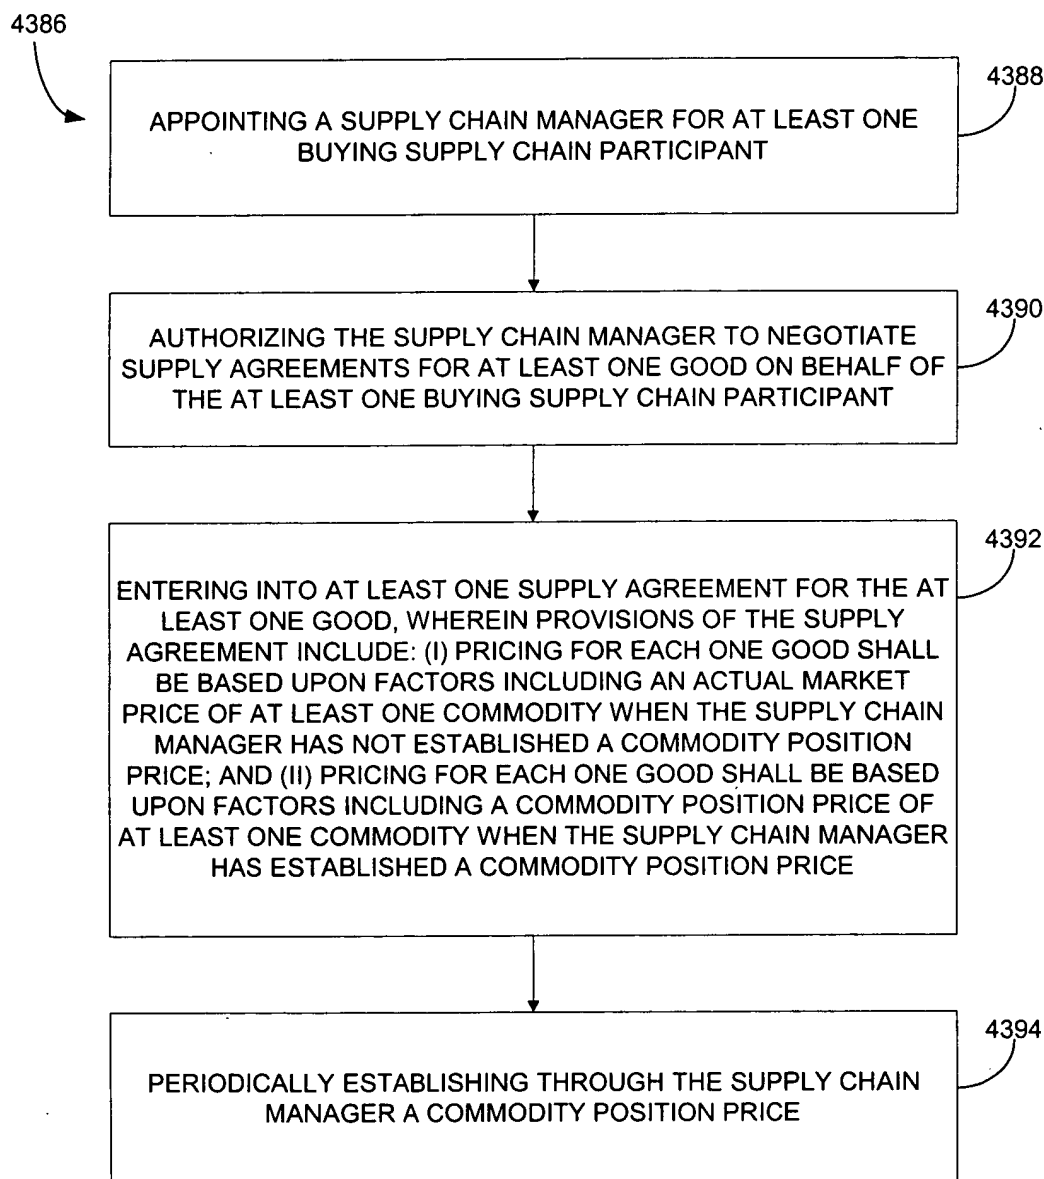 4386
4388
APPOINTING A SUPPLY CHAIN MANAGER FOR AT LEAST ONE
BUYING SUPPLY CHAIN PARTICIPANT
4390
AUTHORIZING THE SUPPLY CHAIN MANAGER TO NEGOTIATE
SUPPLY AGREEMENTS FOR AT LEAST ONE GOOD ON BEHALF OF
THE AT LEAST ONE BUYING SUPPLY CHAIN PARTICIPANT
4392
ENTERING INTO AT LEAST ONE SUPPLY AGREEMENT FOR THE AT
LEAST ONE GOOD, WHEREIN PROVISIONS OF THE SUPPLY
AGREEMENT INCLUDE: (I) PRICING FOR EACH ONE GOOD SHALL
BE BASED UPON FACTORS INCLUDING AN ACTUAL MARKET
PRICE OF AT LEAST ONE COMMODITY WHEN THE SUPPLY CHAIN
MANAGER HAS NOT ESTABLISHED A COMMODITY POSITION
PRICE; AND (II) PRICING FOR EACH ONE GOOD SHALL BE BASED
UPON FACTORS INCLUDING A COMMODITY POSITION PRICE OF
AT LEAST ONE COMMODITY WHEN THE SUPPLY CHAIN MANAGER
HAS ESTABLISHED A COMMODITY POSITION PRICE
4394
PERIODICALLY ESTABLISHING THROUGH THE SUPPLY CHAIN
MANAGER A COMMODITY POSITION PRICE